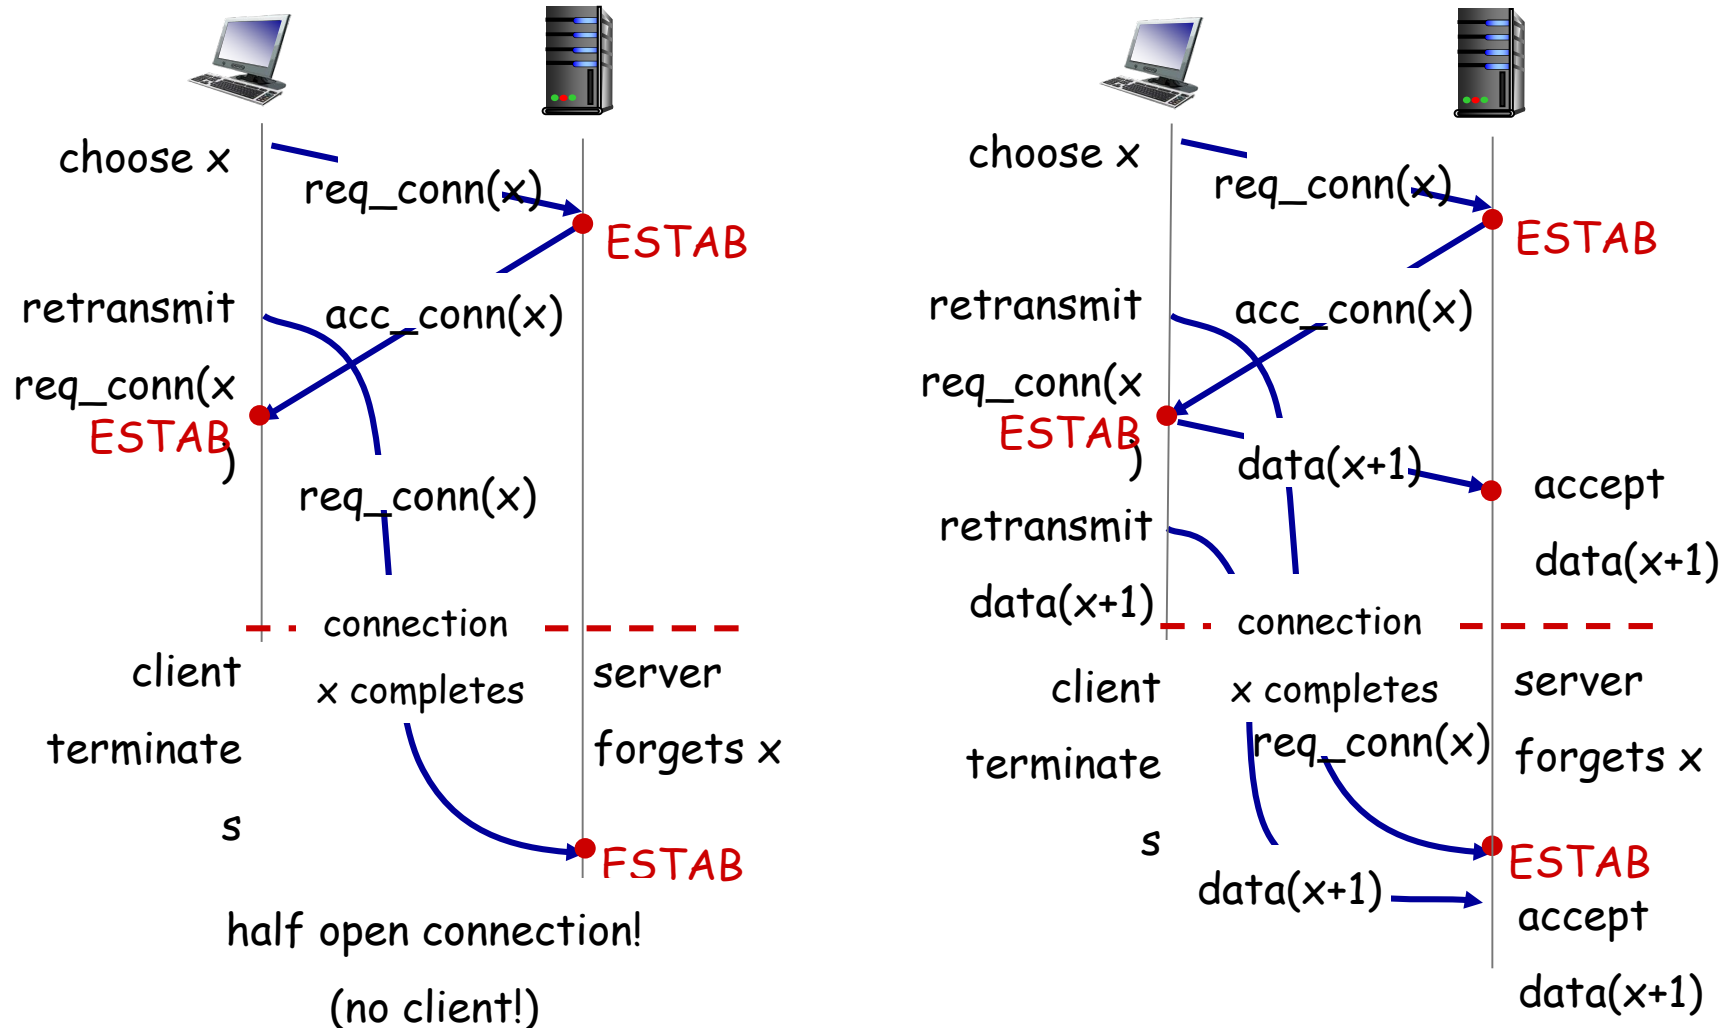 choose x
req_conn(x)
ESTAB
retransmit
acc_conn(x)
req_conn(x
ESTAB
)
req_conn(x)
connection
client
x completes
server
terminate
forgets x
s
ESTAB
half open connection!
(no client!)
choose x
req_conn(x)
ESTAB
retransmit
acc_conn(x)
req_conn(x
ESTAB
)
data(x+1)
accept
retransmit
data(x+1)
data(x+1)
connection
client
x completes
server
req_conn(x)
terminate
forgets x
s
ESTAB
data(x+1)
accept
data(x+1)